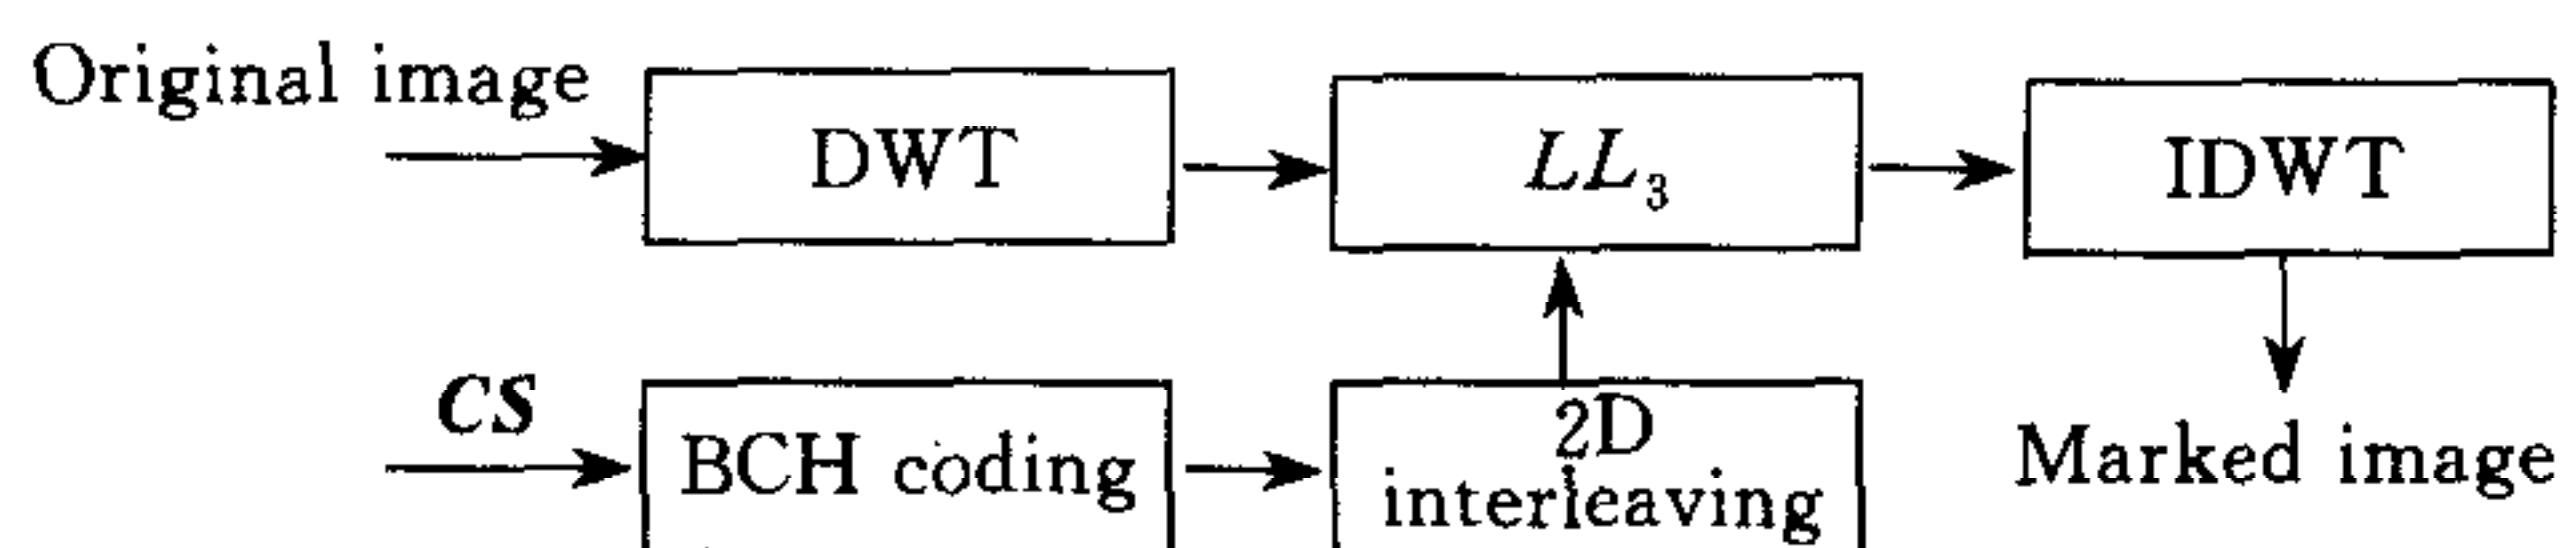 Original image
DWT
LL₃
IDWT
CS
BCH coding
2D
interleaving
Marked image